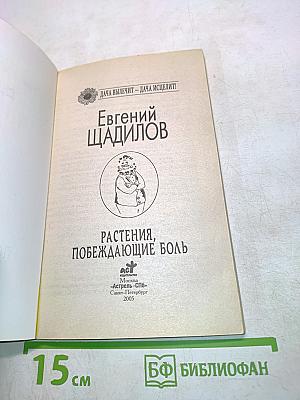 ДАЧА ВЫЛЕЧИТ — ДАЧА ИСЦЕЛИТ!
Евгений
ЩАДИЛОВ
РАСТЕНИЯ,
ПОБЕЖДАЮЩИЕ БОЛЬ
АСТ
Москва
«Астрель-СПб»
Санкт-Петербург
2005
15 см
БФ БИБЛИОФАН